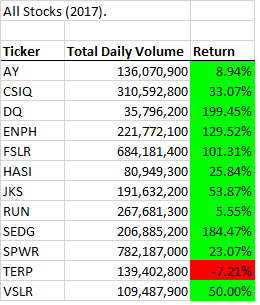 All Stocks (2017).
Ticker Total Daily Volume Return
AY 136,070,900 8.94%
CSIQ 310,592,800 33.07%
DQ 35,796,200 199.45%
ENPH 221,772,100 129.52%
FSLR 684,181,400 101.31%
HASI 80,949,300 25.84%
JKS 191,632,200 53.87%
RUN 267,681,300 5.55%
SEDG 206,885,200 184.47%
SPWR 782,187,000 23.07%
TERP 139,402,800 -7.21%
VSLR 109,487,900 50.00%